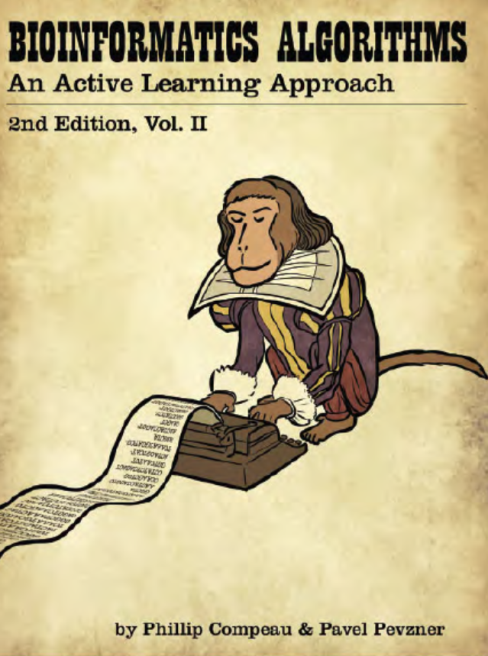 BIOINFORMATICS ALGORITHMS
An Active Learning Approach
2nd Edition, Vol. II
by Phillip Compeau & Pavel Pevzner